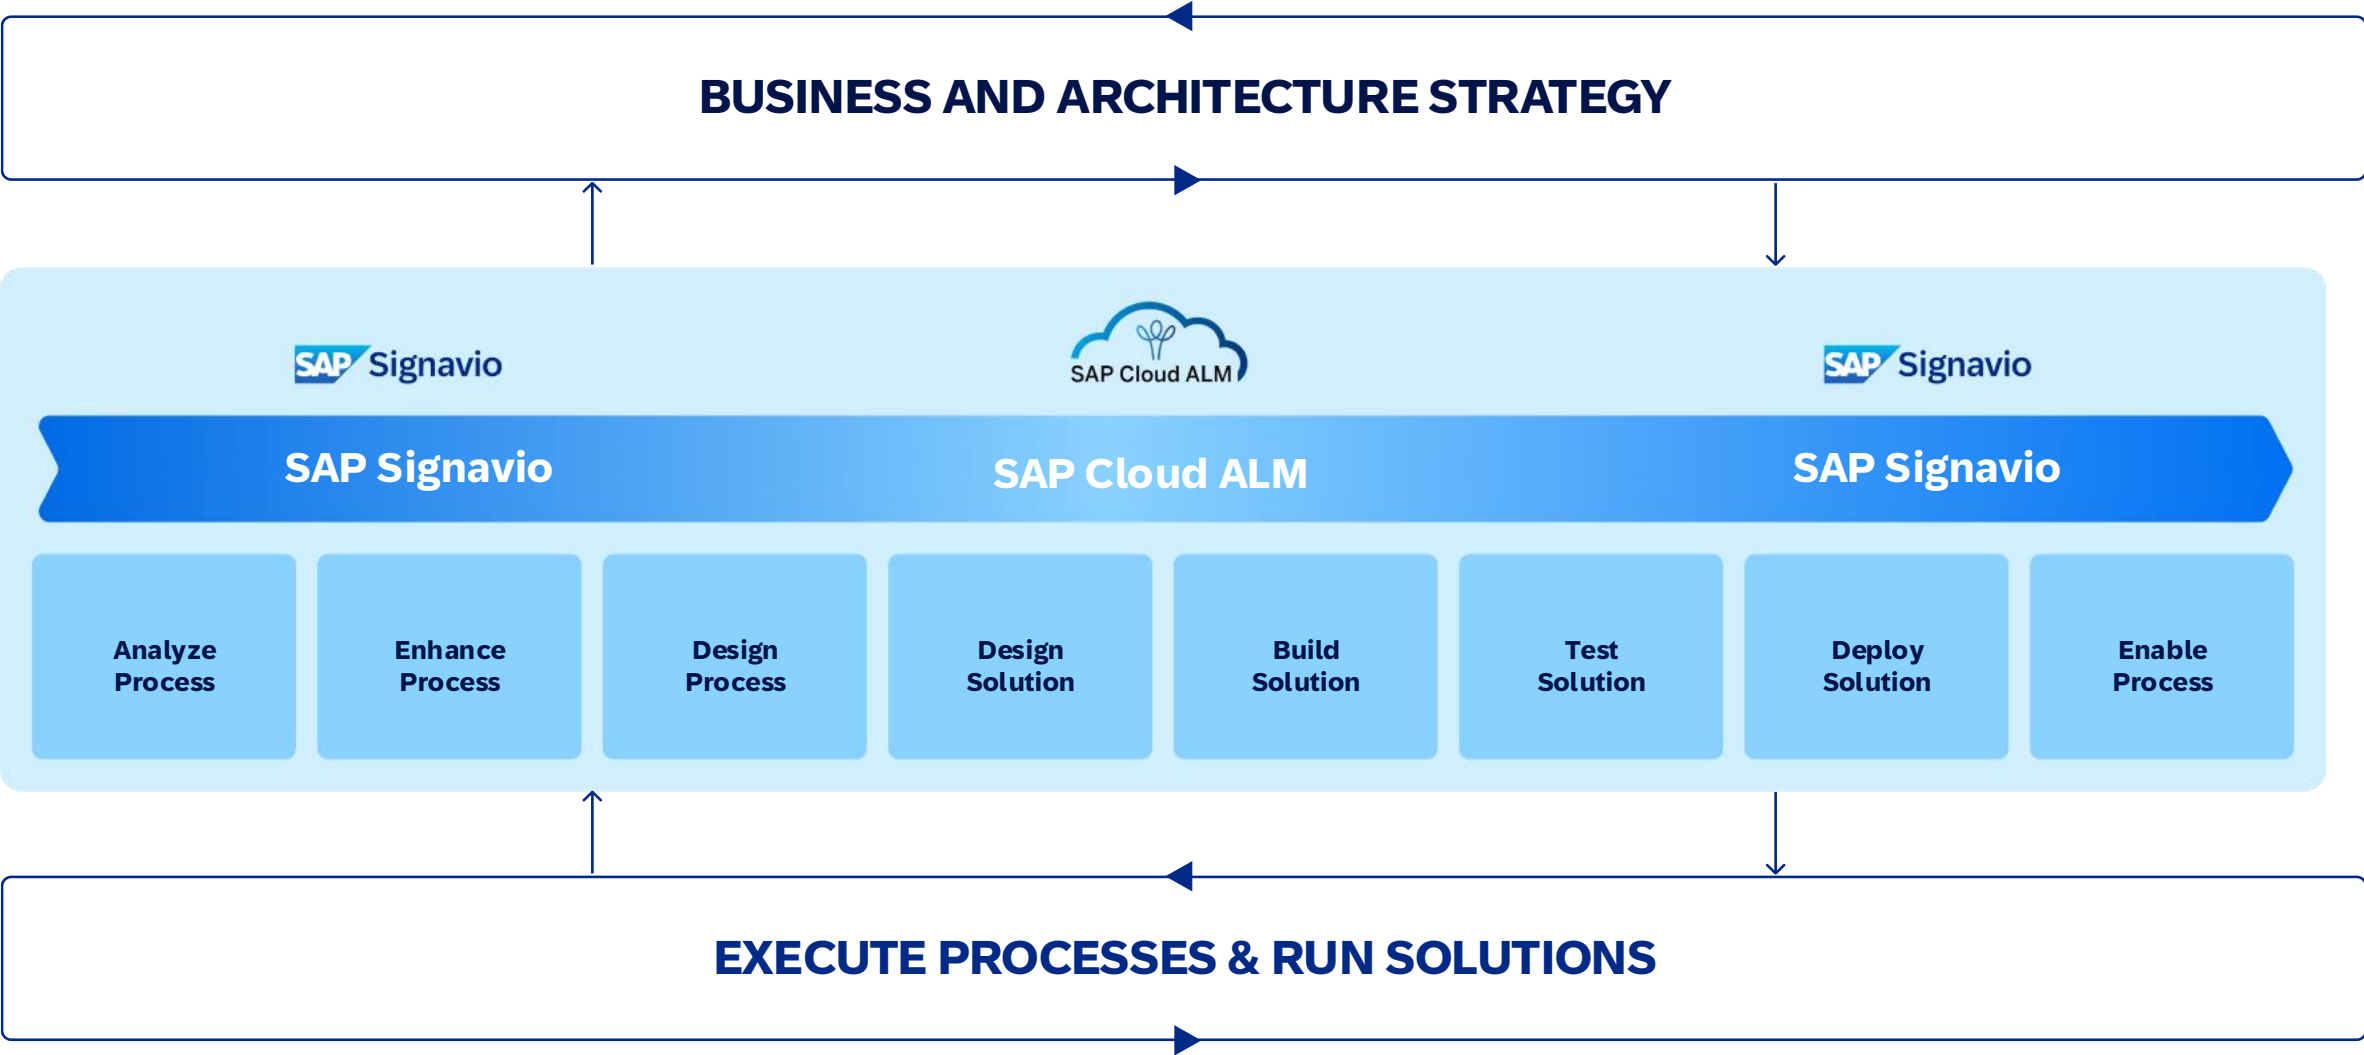 BUSINESS AND ARCHITECTURE STRATEGY
SAP Signavio
SAP Cloud ALM
SAP Signavio
SAP Signavio
SAP Cloud ALM
SAP Signavio
Analyze
Process
Enhance
Process
Design
Process
Design
Solution
Build
Solution
Test
Solution
Deploy
Solution
Enable
Process
EXECUTE PROCESSES & RUN SOLUTIONS